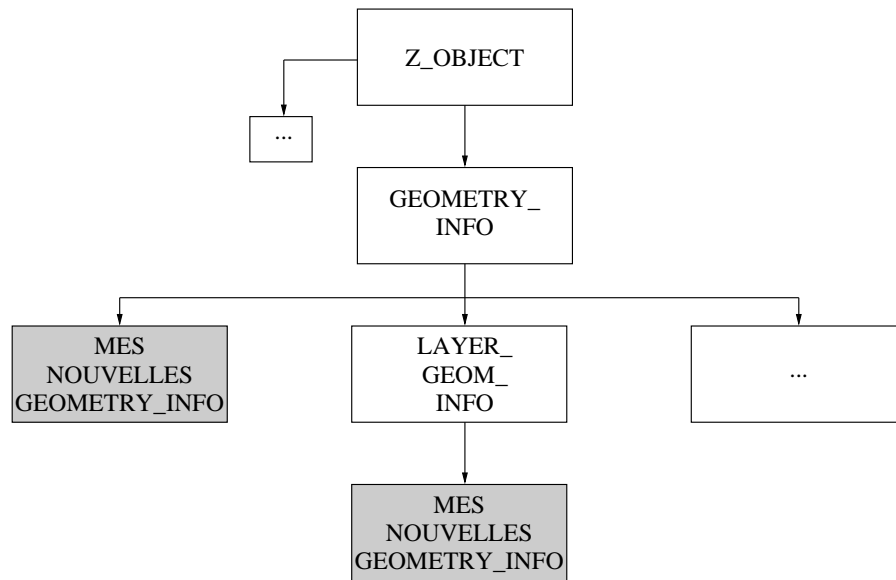 Z_OBJECT
...
GEOMETRY_
INFO
MES
NOUVELLES
GEOMETRY_INFO
LAYER_
GEOM_
INFO
...
MES
NOUVELLES
GEOMETRY_INFO